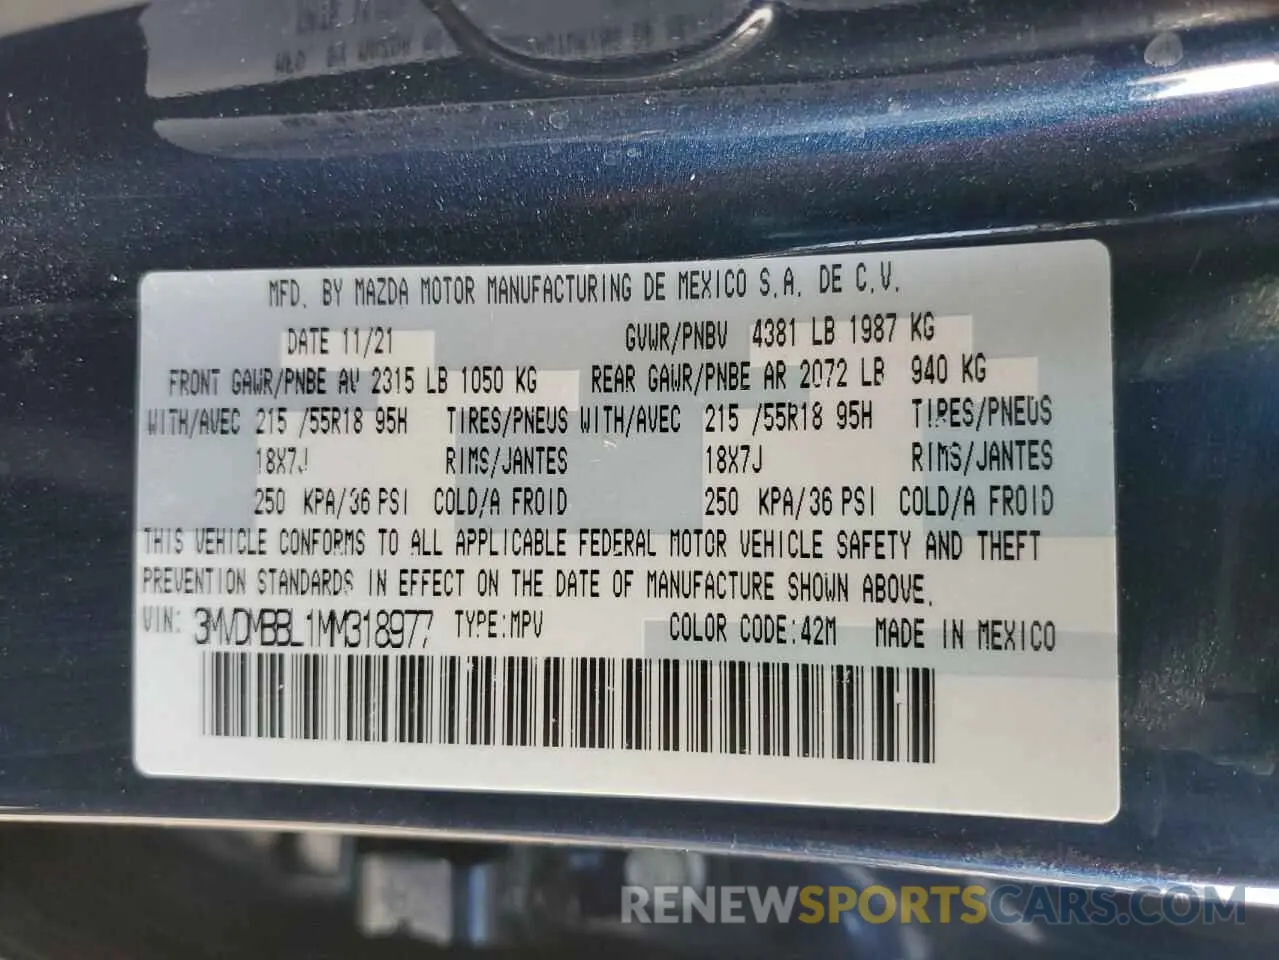 MFD. BY MAZDA MOTOR MANUFACTURING DE MEXICO S.A. DE C.V.
DATE 11/21 GVWR/PNBV 4381 LB 1987 KG
FRONT GAWR/PNBE AV 2315 LB 1050 KG REAR GAWR/PNBE AR 2072 LB 940 KG
WITH/AVEC 215 /55R18 95H TIRES/PNEUS WITH/AVEC 215 /55R18 95H TIRES/PNEUS
18X7J RIMS/JANTES 18X7J RIMS/JANTES
250 KPA/36 PSI COLD/A FROID 250 KPA/36 PSI COLD/A FROID
THIS VEHICLE CONFORMS TO ALL APPLICABLE FEDERAL MOTOR VEHICLE SAFETY AND THEFT
PREVENTION STANDARDS IN EFFECT ON THE DATE OF MANUFACTURE SHOWN ABOVE.
VIN: 3MVDMBBL1MM318977 TYPE:MPV COLOR CODE:42M MADE IN MEXICO
RENEWSPORTSCARS.COM